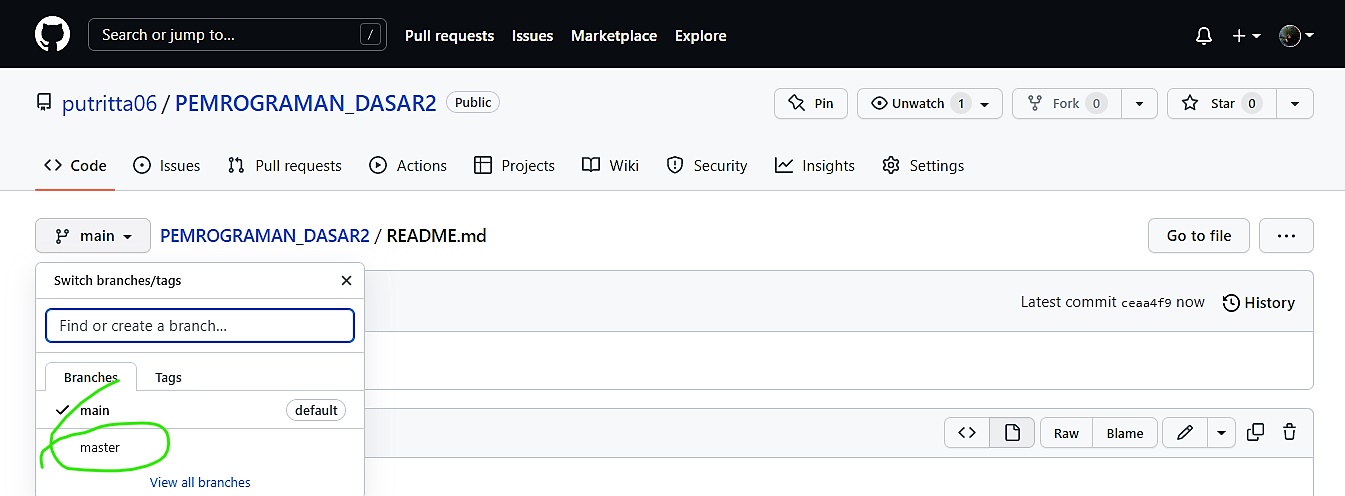 Search or jump to... / Pull requests Issues Marketplace Explore
putritta06 / PEMROGRAMAN_DASAR2 Public Pin Unwatch 1 Fork 0 Star 0
Code Issues Pull requests Actions Projects Wiki Security Insights Settings
main PEMROGRAMAN_DASAR2 / README.md Go to file ...
Switch branches/tags
Latest commit ceaa4f9 now History
Find or create a branch...
Branches Tags
main default
Raw Blame
master
View all branches